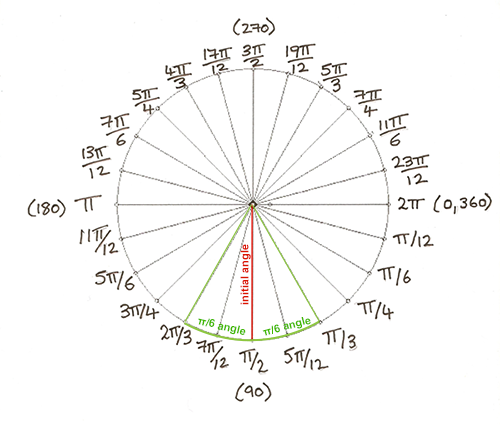 (270)
3π/2
19π/12
5π/3
7π/4
11π/6
23π/12
2π (0,360)
π/12
π/6
π/4
π/3
5π/12
π/2
(90)
7π/12
2π/3
3π/4
5π/6
11π/12
(180) π
13π/12
7π/6
5π/4
4π/3
17π/12
initial angle
π/6 angle
π/6 angle